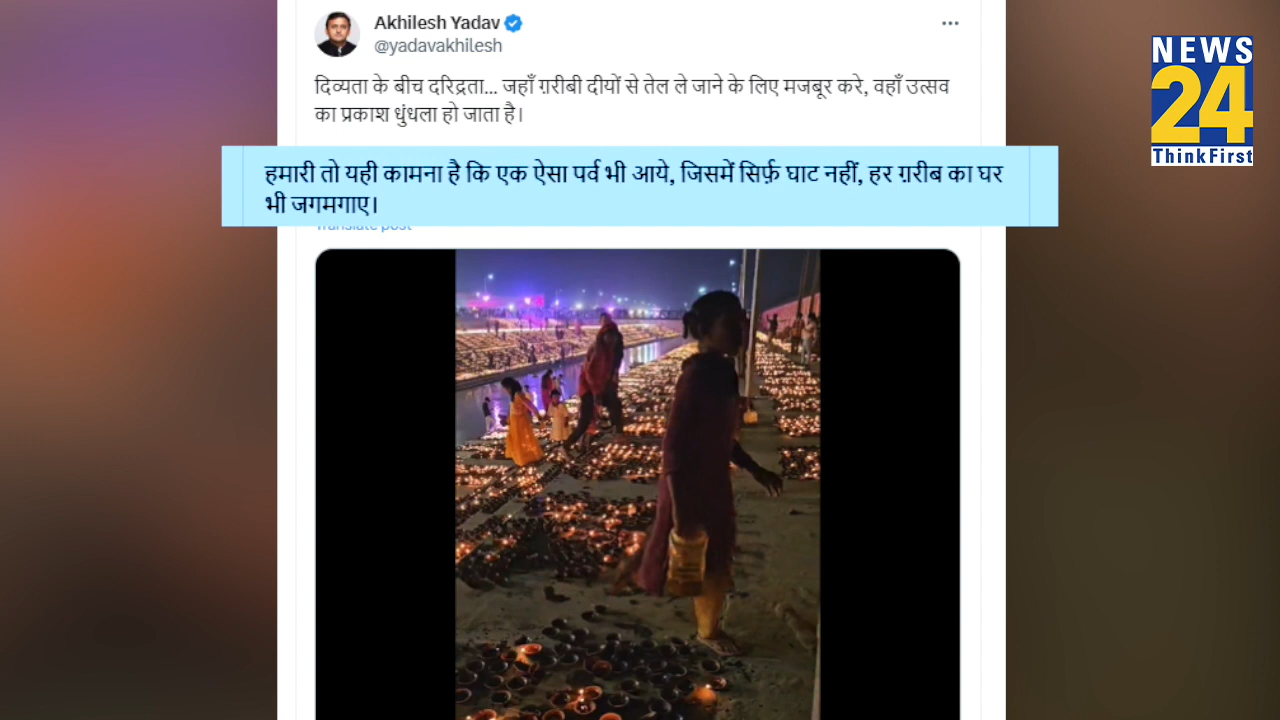 Akhilesh Yadav
@yadavakhilesh
दिव्यता के बीच दरिद्रता... जहाँ ग़रीबी दीयों से तेल ले जाने के लिए मजबूर करे, वहाँ उत्सव
का प्रकाश धुंधला हो जाता है।
हमारी तो यही कामना है कि एक ऐसा पर्व भी आये, जिसमें सिर्फ़ घाट नहीं, हर ग़रीब का घर
भी जगमगाए।
Translate post
NEWS
24
ThinkFirst